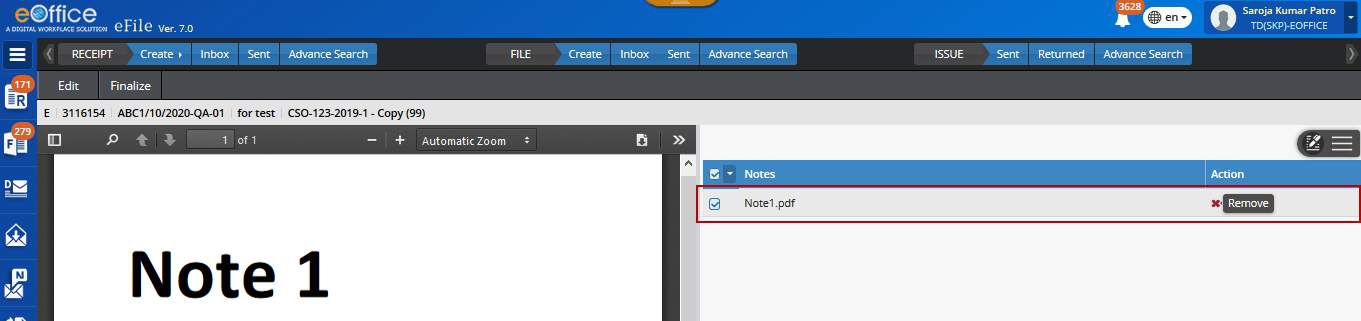 eOffice
A DIGITAL WORKPLACE SOLUTION
eFile Ver. 7.0
3628
en
Saroja Kumar Patro
TD(SKP)-EOFFICE
RECEIPT Create Inbox Sent Advance Search FILE Create Inbox Sent Advance Search ISSUE Sent Returned Advance Search
Edit Finalize
171
R
E 3116154 ABC1/10/2020-QA-01 for test CSO-123-2019-1 - Copy (99)
279
F
1 of 1 Automatic Zoom
D
Notes Action
Note1.pdf Remove
Note 1
N